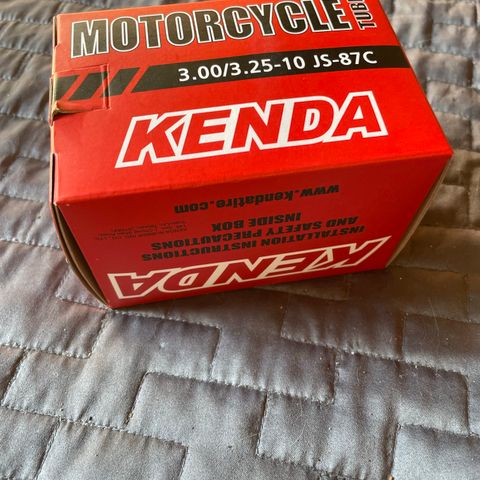 MOTORCYCLE
TUBE
3.00/3.25-10 JS-87C
KENDA
www.kendatire.com
INSTALLATION INSTRUCTIONS
AND SAFETY PRECAUTIONS
INSIDE BOX
KENDA